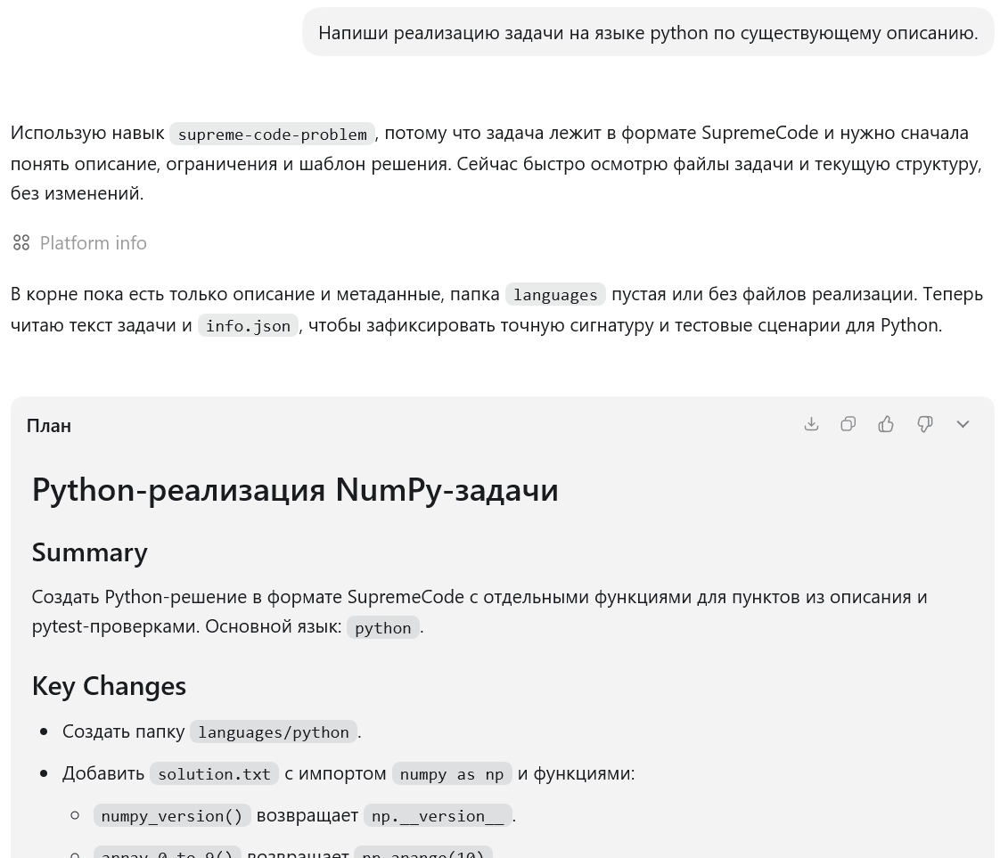 Напиши реализацию задачи на языке python по существующему описанию.
Использую навык supreme-code-problem, потому что задача лежит в формате SupremeCode и нужно сначала
понять описание, ограничения и шаблон решения. Сейчас быстро осмотрю файлы задачи и текущую структуру,
без изменений.
Platform info
В корне пока есть только описание и метаданные, папка languages пустая или без файлов реализации. Теперь
читаю текст задачи и info.json, чтобы зафиксировать точную сигнатуру и тестовые сценарии для Python.
План
Python-реализация NumPy-задачи
Summary
Создать Python-решение в формате SupremeCode с отдельными функциями для пунктов из описания и
pytest-проверками. Основной язык: python.
Key Changes
Создать папку languages/python.
Добавить solution.txt с импортом numpy as np и функциями:
numpy_version() возвращает np.__version__.
array_0_to_9() возвращает np.arange(10)